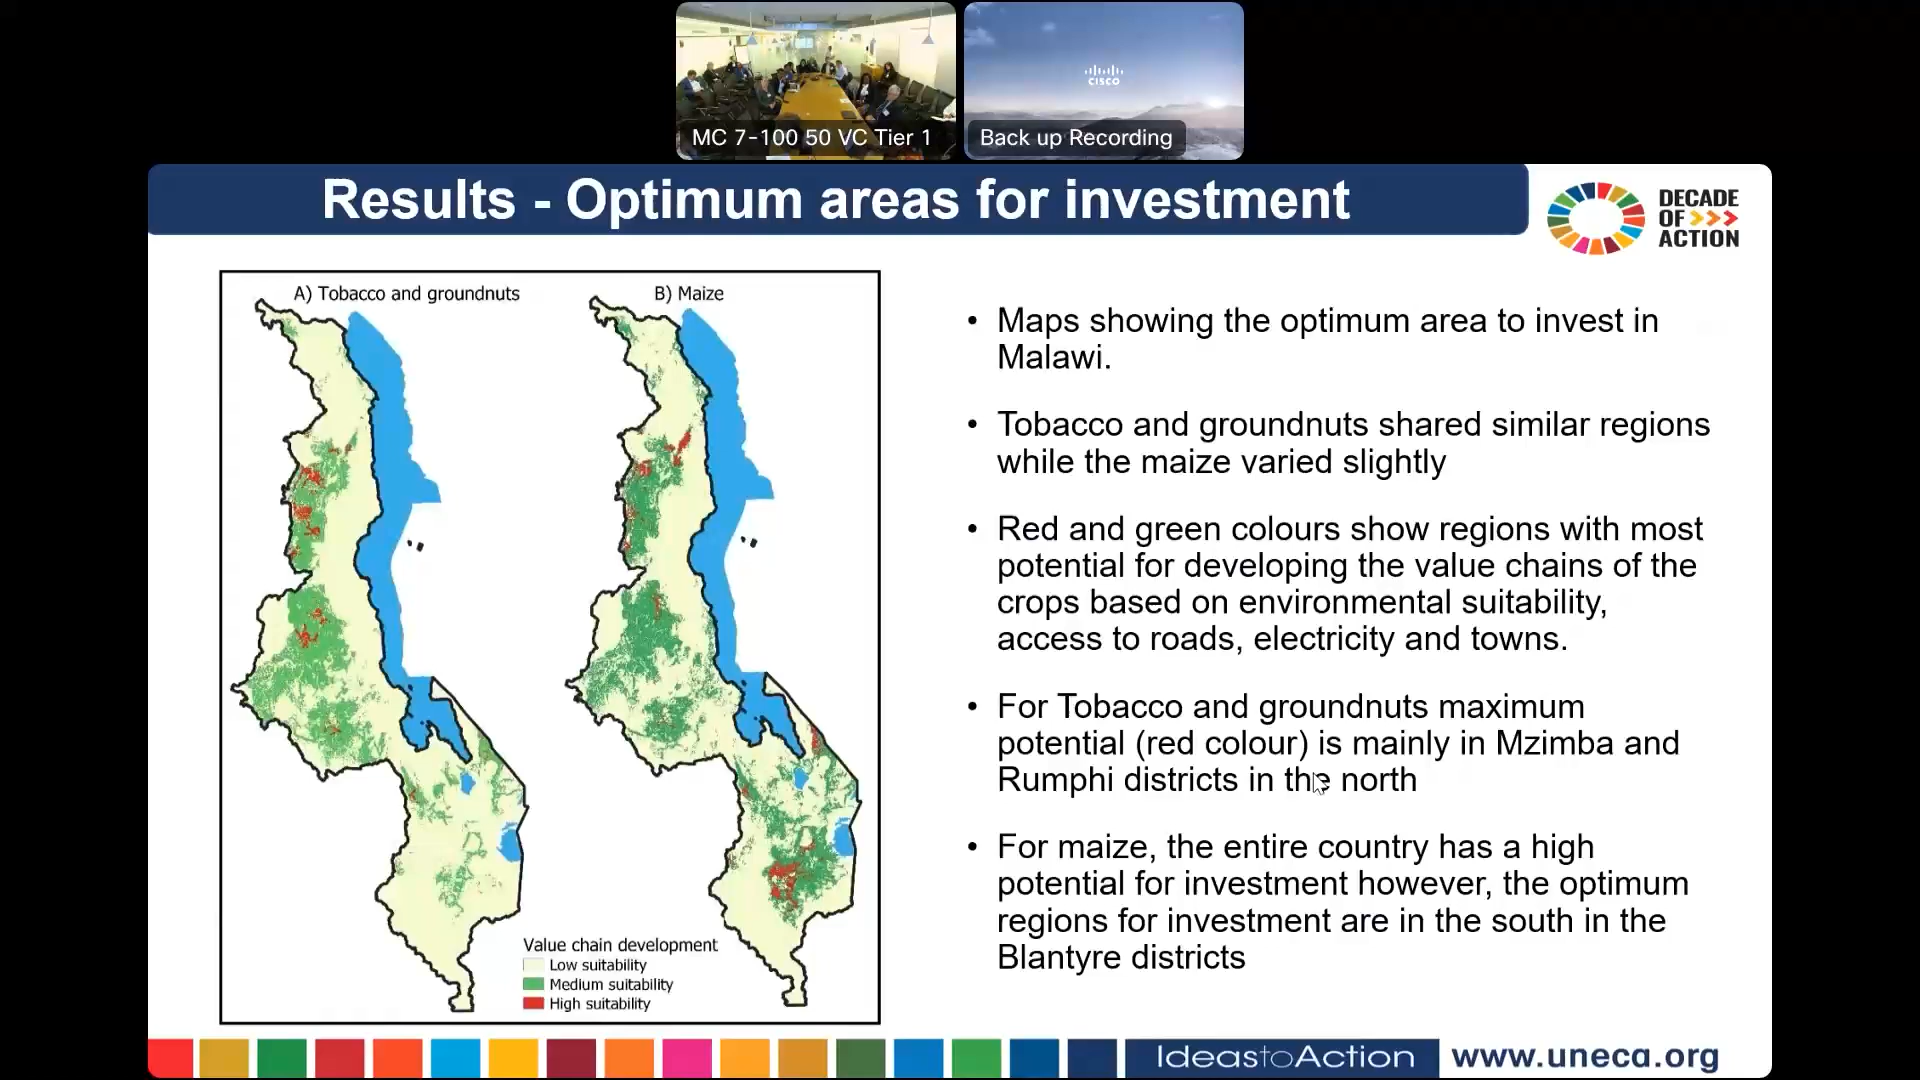 CISCO
MC 7-100 50 VC Tier 1
Back up Recording
Results - Optimum areas for investment
DECADE
OF >>>
ACTION
A) Tobacco and groundnuts
B) Maize
Value chain development
Low suitability
Medium suitability
High suitability
• Maps showing the optimum area to invest in
Malawi.
• Tobacco and groundnuts shared similar regions
while the maize varied slightly
• Red and green colours show regions with most
potential for developing the value chains of the
crops based on environmental suitability,
access to roads, electricity and towns.
• For Tobacco and groundnuts maximum
potential (red colour) is mainly in Mzimba and
Rumphi districts in the north
• For maize, the entire country has a high
potential for investment however, the optimum
regions for investment are in the south in the
Blantyre districts
IdeastoAction
www.uneca.org